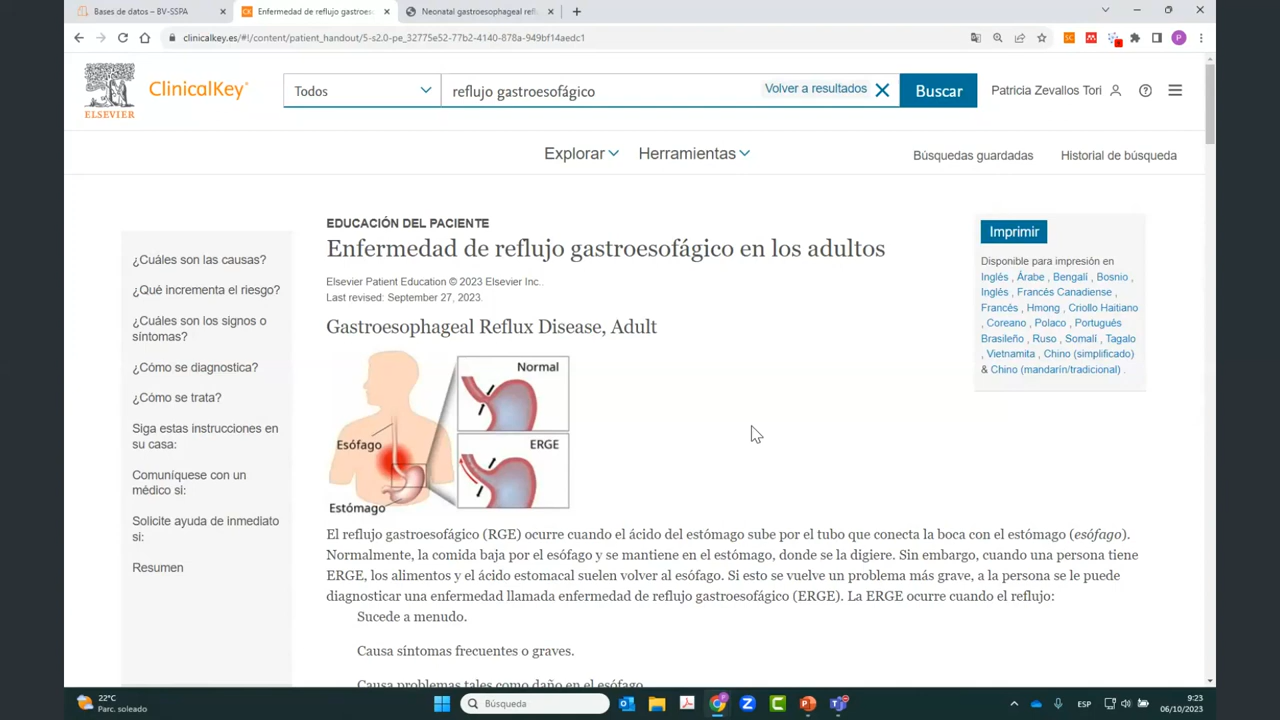 Bases de datos – BV-SSPA
Enfermedad de reflujo gastroes
Neonatal gastroesophageal refl
clinicalkey.es/#!/content/patient_handout/5-s2.0-pe_32775e52-77b2-4140-878a-949bf14aedc1
ELSEVIER
ClinicalKey
Todos
reflujo gastroesofágico
Volver a resultados
Buscar
Patricia Zevallos Tori
Explorar
Herramientas
Búsquedas guardadas
Historial de búsqueda
¿Cuáles son las causas?
¿Qué incrementa el riesgo?
¿Cuáles son los signos o
síntomas?
¿Cómo se diagnostica?
¿Cómo se trata?
Siga estas instrucciones en
su casa:
Comuníquese con un
médico si:
Solicite ayuda de inmediato
si:
Resumen
EDUCACIÓN DEL PACIENTE
Enfermedad de reflujo gastroesofágico en los adultos
Elsevier Patient Education © 2023 Elsevier Inc..
Last revised: September 27, 2023.
Gastroesophageal Reflux Disease, Adult
Normal
Esófago
ERGE
Estómago
El reflujo gastroesofágico (RGE) ocurre cuando el ácido del estómago sube por el tubo que conecta la boca con el estómago (esófago).
Normalmente, la comida baja por el esófago y se mantiene en el estómago, donde se la digiere. Sin embargo, cuando una persona tiene
ERGE, los alimentos y el ácido estomacal suelen volver al esófago. Si esto se vuelve un problema más grave, a la persona se le puede
diagnosticar una enfermedad llamada enfermedad de reflujo gastroesofágico (ERGE). La ERGE ocurre cuando el reflujo:
Sucede a menudo.
Causa síntomas frecuentes o graves.
Causa problemas tales como daño en el esófago.
Imprimir
Disponible para impresión en
Inglés , Árabe , Bengalí , Bosnio ,
Inglés , Francés Canadiense ,
Francés , Hmong , Criollo Haitiano
, Coreano , Polaco , Portugués
Brasileño , Ruso , Somalí , Tagalo
, Vietnamita , Chino (simplificado)
& Chino (mandarín/tradicional) .
22°C
Parc. soleado
Búsqueda
ESP
9:23
06/10/2023